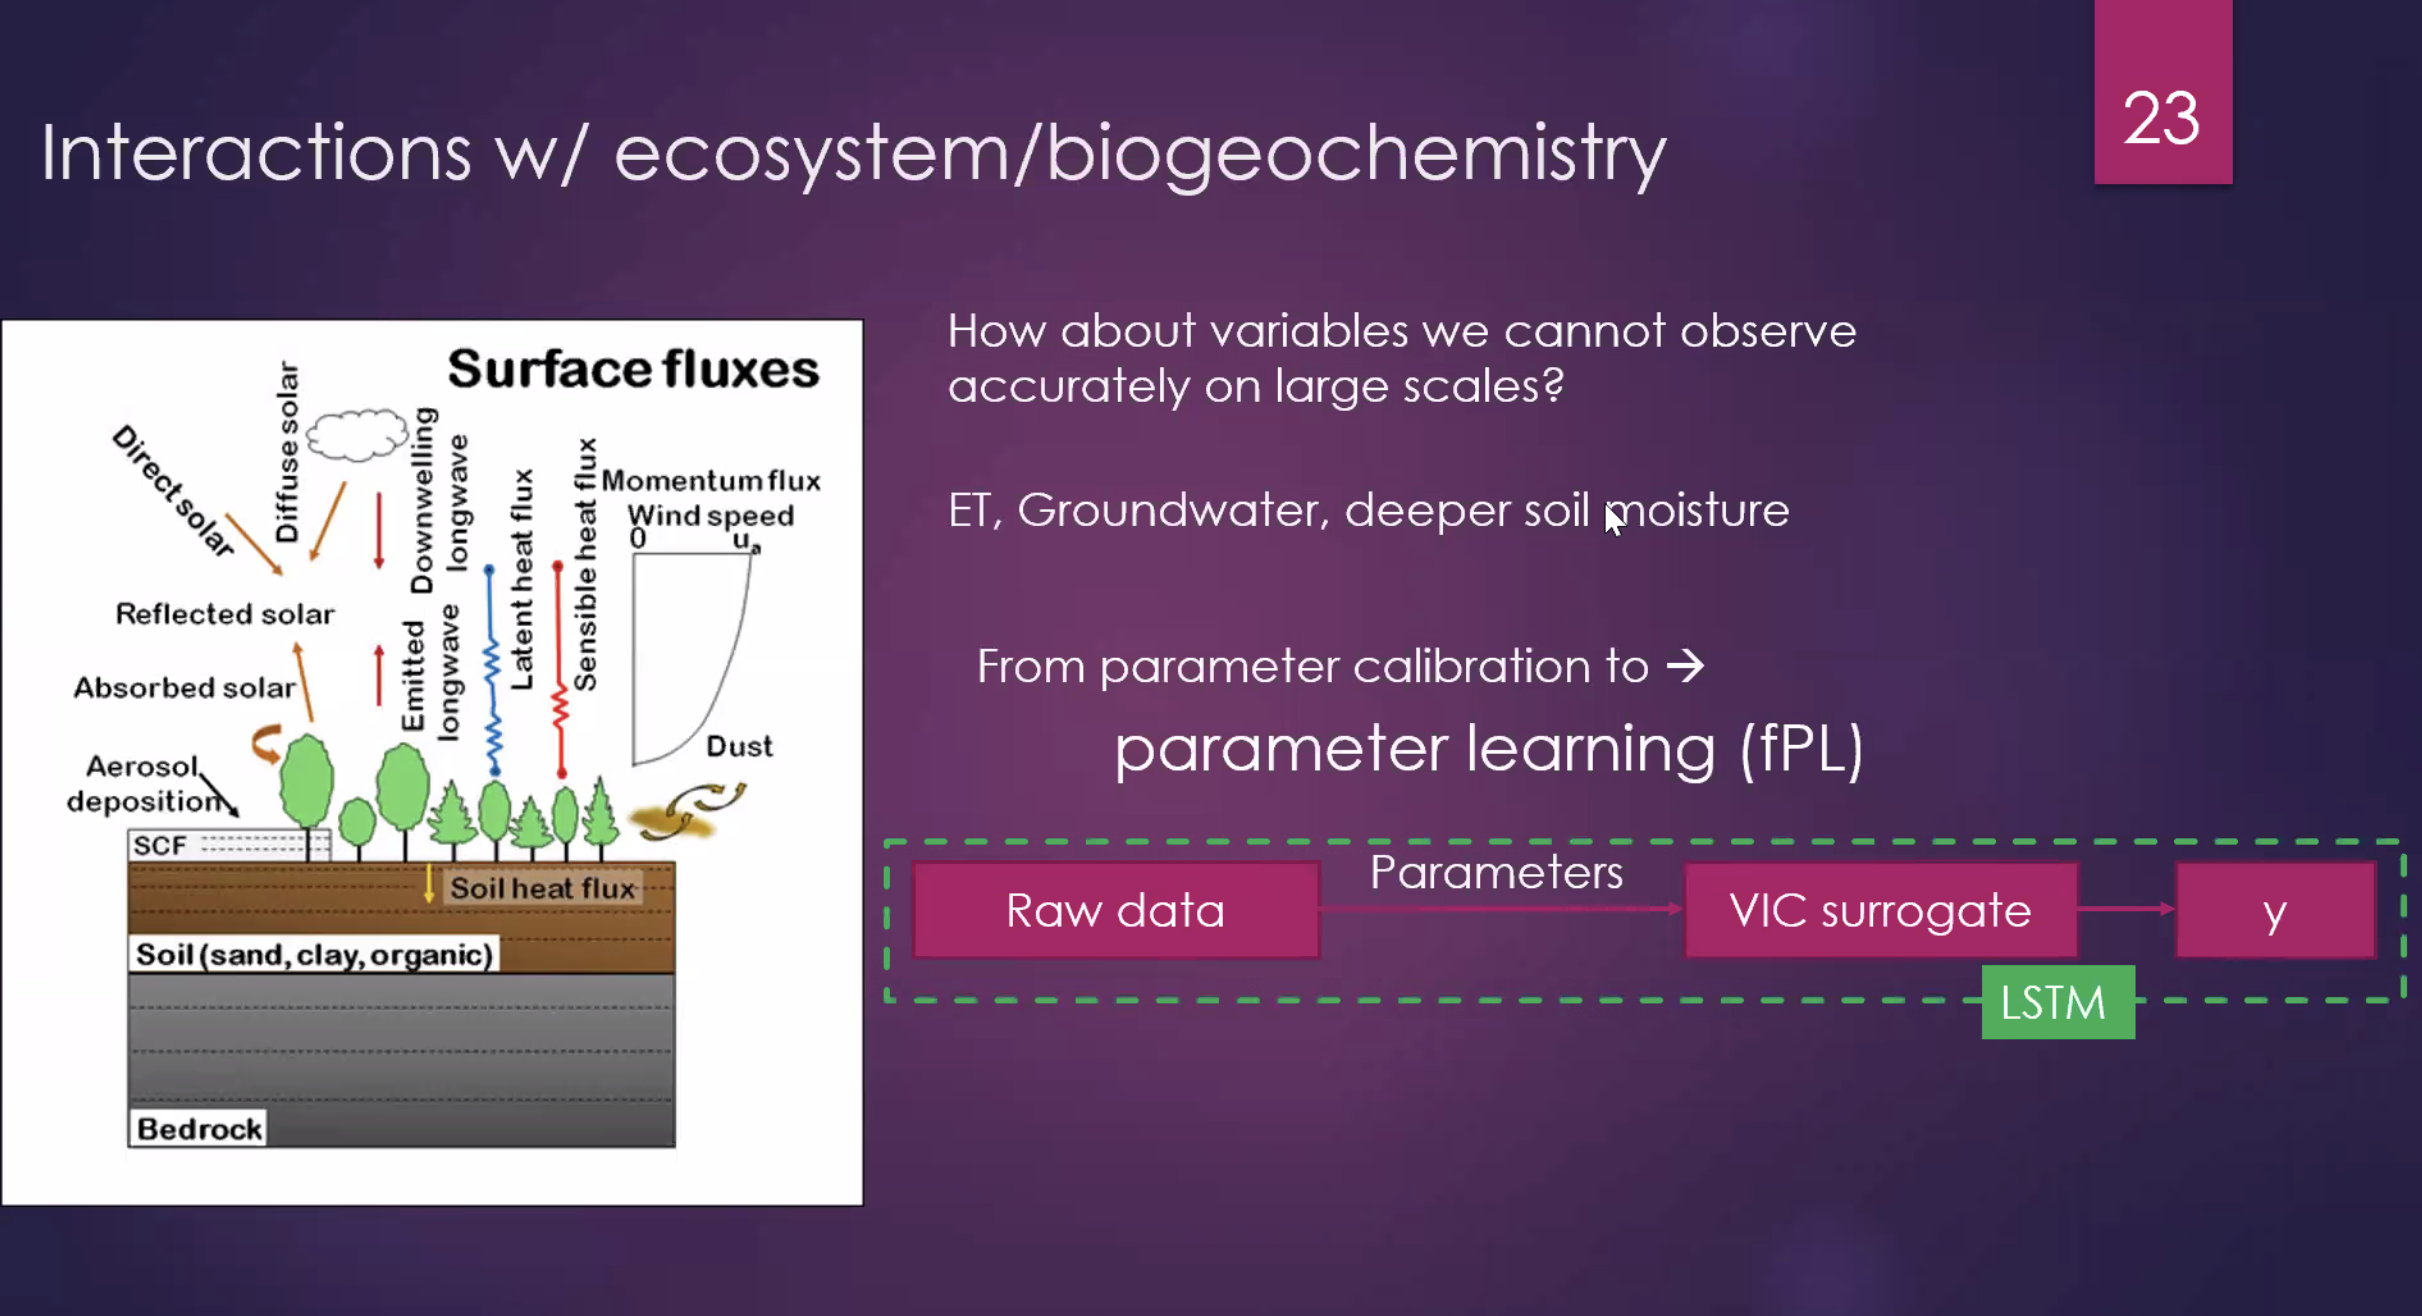 Interactions w/ ecosystem/biogeochemistry
23
Surface fluxes
Direct solar
Diffuse solar
Downwelling
longwave
Latent heat flux
Sensible heat flux
Momentum flux
Wind speed
0 ua
Reflected solar
Emitted
longwave
Absorbed solar
Dust
Aerosol
deposition
SCF
Soil heat flux
Soil (sand, clay, organic)
Bedrock
How about variables we cannot observe
accurately on large scales?
ET, Groundwater, deeper soil moisture
From parameter calibration to →
parameter learning (fPL)
Raw data
Parameters
VIC surrogate
y
LSTM